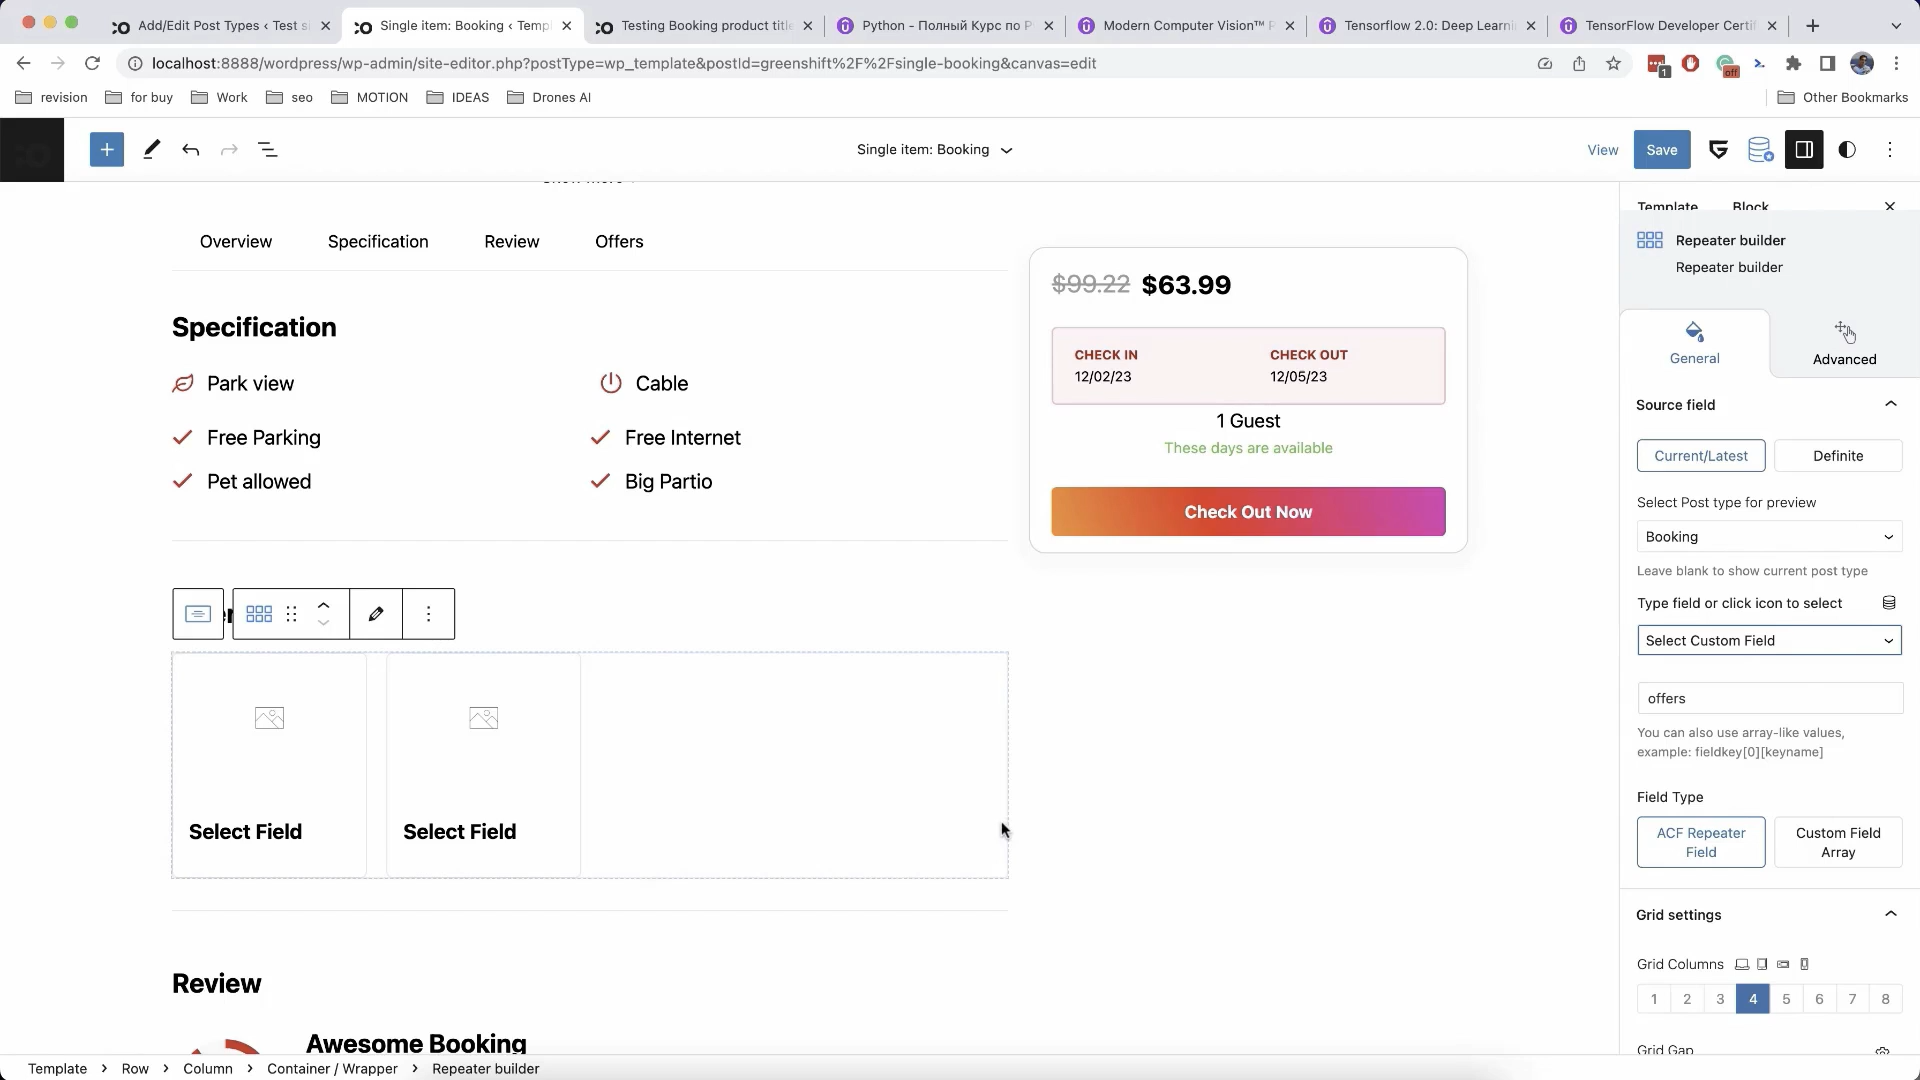 Add/Edit Post Types ‹ Test si
Single item: Booking ‹ Templ
Testing Booking product title
Python - Полный Курс по P
Modern Computer Vision™ P
Tensorflow 2.0: Deep Learnin
TensorFlow Developer Certif
localhost:8888/wordpress/wp-admin/site-editor.php?postType=wp_template&postId=greenshift%2F%2Fsingle-booking&canvas=edit
1
off
revision
for buy
Work
seo
MOTION
IDEAS
Drones AI
Other Bookmarks
Single item: Booking
View
Save
Template
Block
Overview
Specification
Review
Offers
Specification
Park view
Cable
Free Parking
Free Internet
Pet allowed
Big Partio
$99.22 $63.99
CHECK IN
12/02/23
CHECK OUT
12/05/23
1 Guest
These days are available
Check Out Now
Select Field
Select Field
Review
Awesome Booking
Repeater builder
Repeater builder
General
Advanced
Source field
Current/Latest
Definite
Select Post type for preview
Booking
Leave blank to show current post type
Type field or click icon to select
Select Custom Field
offers
You can also use array-like values,
example: fieldkey[0][keyname]
Field Type
ACF Repeater
Field
Custom Field
Array
Grid settings
Grid Columns
1 2 3 4 5 6 7 8
Grid Gap
Template
Row
Column
Container / Wrapper
Repeater builder